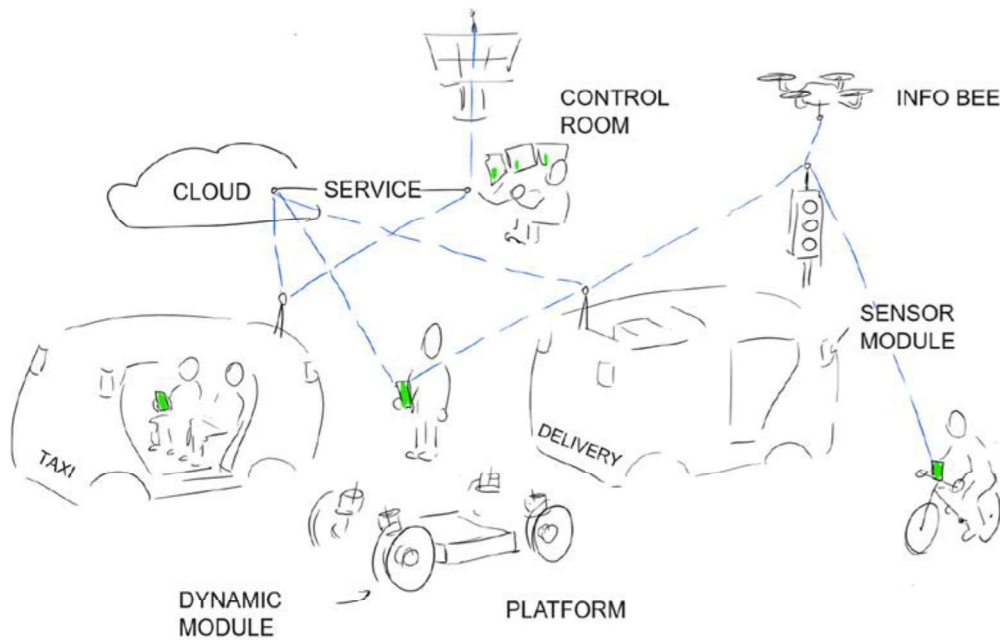 CONTROL
ROOM
INFO BEE
CLOUD
SERVICE
SENSOR
MODULE
TAXI
DELIVERY
DYNAMIC
MODULE
PLATFORM